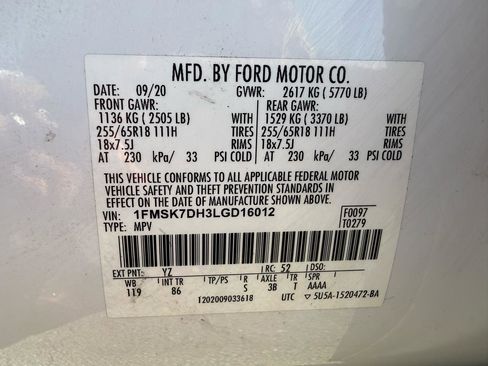 MFD. BY FORD MOTOR CO.
DATE: 09/20 GVWR: 2617 KG ( 5770 LB)
FRONT GAWR: REAR GAWR:
1136 KG ( 2505 LB) 1529 KG ( 3370 LB)
255/65R18 111H TIRES 255/65R18 111H TIRES
18x7.5J RIMS 18x7.5J RIMS
AT 230 kPa/ 33 PSI COLD AT 230 kPa/ 33 PSI COLD
THIS VEHICLE CONFORMS TO ALL APPLICABLE FEDERAL MOTOR
VEHICLE SAFETY AND THEFT PREVENTION STANDARDS IN
EFFECT ON THE DATE OF MANUFACTURE SHOWN ABOVE.
VIN: 1FMSK7DH3LGD16012 F0097
TYPE: MPV T0279
EXT PNT: YZ RC: 52 DSO:
WB INT TR TP/PS R AXLE TR SPR
119 86 S 3B T AAAA
1202009033618 UTC ▽ 5U5A-1520472-BA